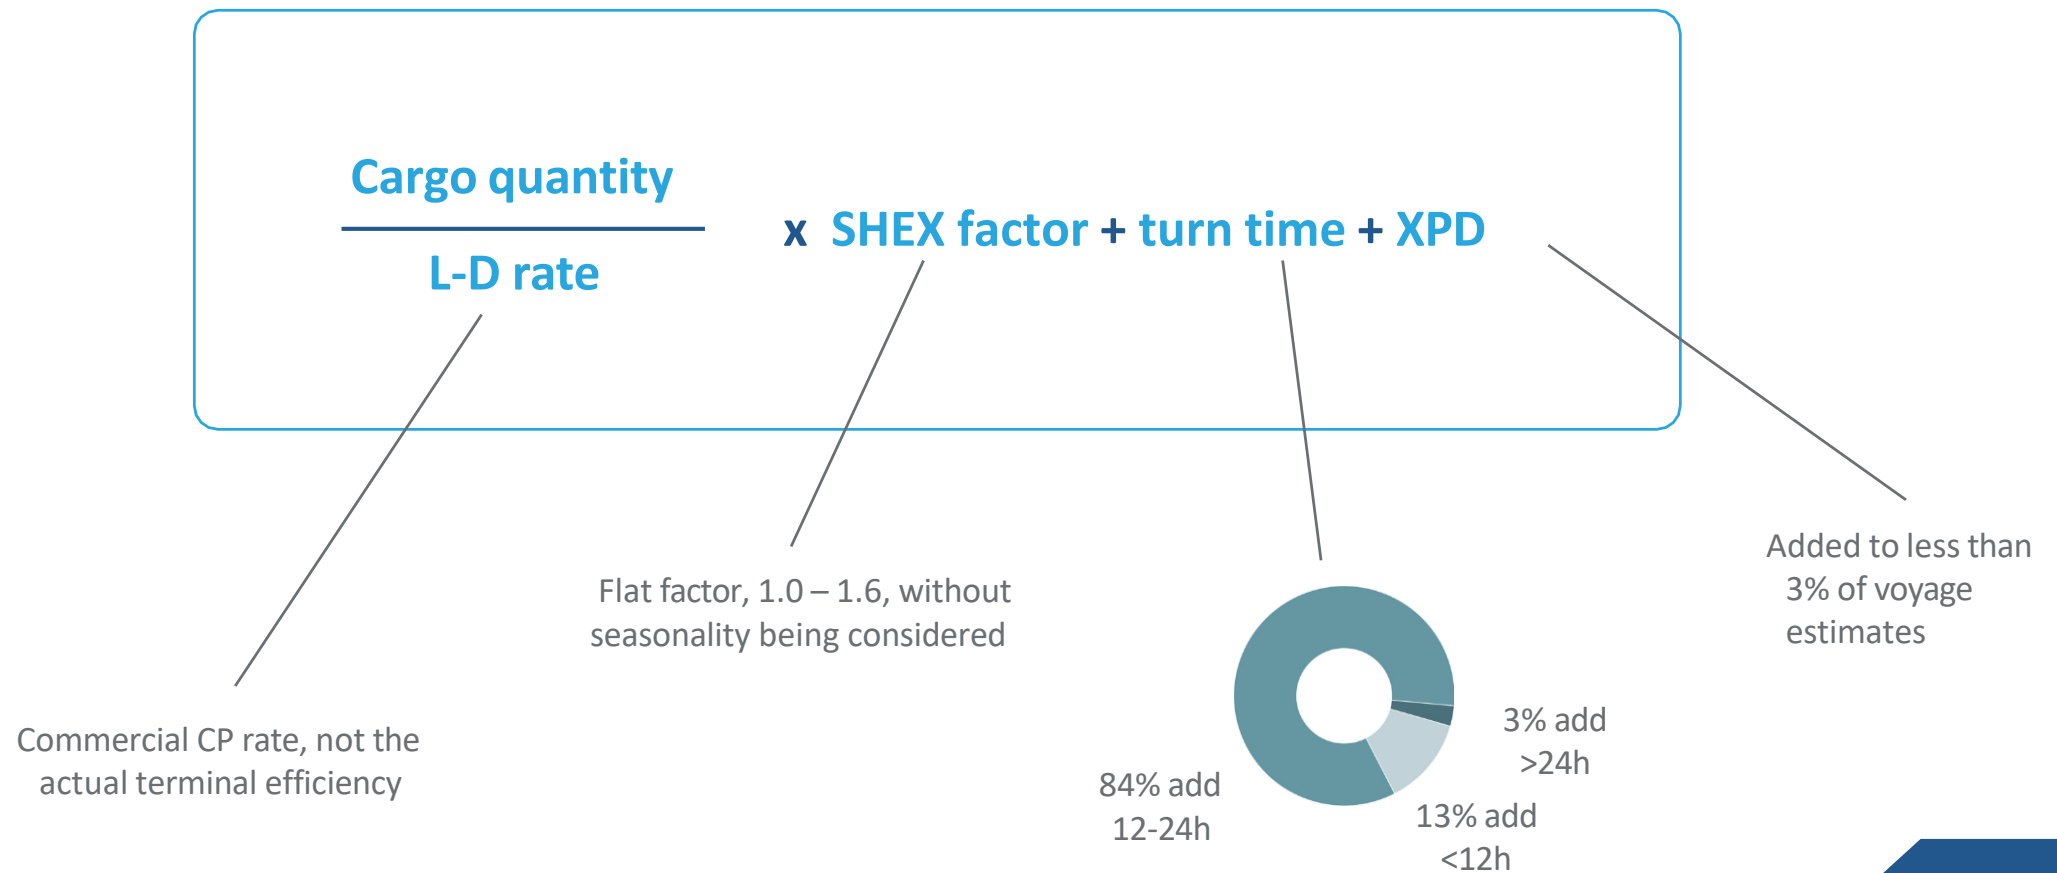 Cargo quantity
L-D rate
x SHEX factor + turn time + XPD
Commercial CP rate, not the
actual terminal efficiency
Flat factor, 1.0 – 1.6, without
seasonality being considered
84% add
12-24h
13% add
<12h
3% add
>24h
Added to less than
3% of voyage
estimates